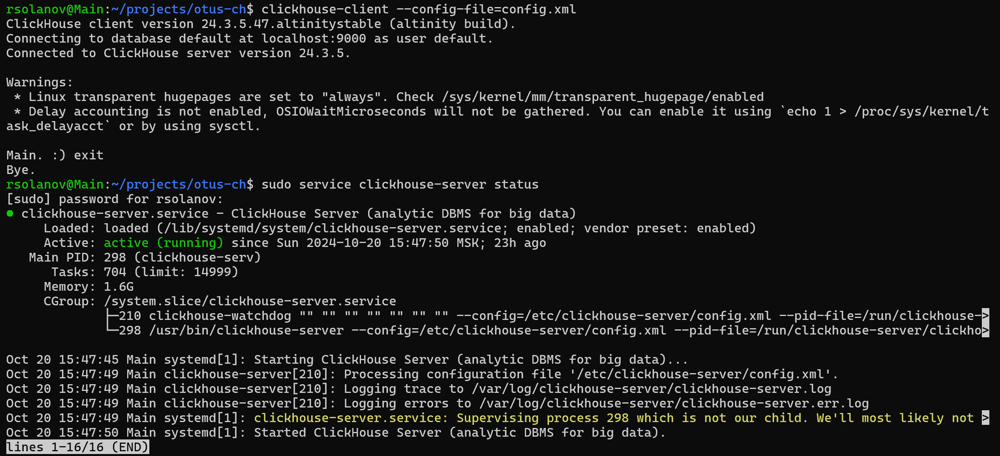 rsolanov@Main:~/projects/otus-ch$ clickhouse-client --config-file=config.xml
ClickHouse client version 24.3.5.47.altinitystable (altinity build).
Connecting to database default at localhost:9000 as user default.
Connected to ClickHouse server version 24.3.5.

Warnings:
 * Linux transparent hugepages are set to "always". Check /sys/kernel/mm/transparent_hugepage/enabled
 * Delay accounting is not enabled, OSIOWaitMicroseconds will not be gathered. You can enable it using `echo 1 > /proc/sys/kernel/t
ask_delayacct` or by using sysctl.

Main. :) exit
Bye.
rsolanov@Main:~/projects/otus-ch$ sudo service clickhouse-server status
[sudo] password for rsolanov:
● clickhouse-server.service - ClickHouse Server (analytic DBMS for big data)
     Loaded: loaded (/lib/systemd/system/clickhouse-server.service; enabled; vendor preset: enabled)
     Active: active (running) since Sun 2024-10-20 15:47:50 MSK; 23h ago
   Main PID: 298 (clickhouse-serv)
      Tasks: 704 (limit: 14999)
     Memory: 1.6G
     CGroup: /system.slice/clickhouse-server.service
             ├─210 clickhouse-watchdog "" "" "" "" "" "" "" --config=/etc/clickhouse-server/config.xml --pid-file=/run/clickhouse->
             └─298 /usr/bin/clickhouse-server --config=/etc/clickhouse-server/config.xml --pid-file=/run/clickhouse-server/clickho>

Oct 20 15:47:45 Main systemd[1]: Starting ClickHouse Server (analytic DBMS for big data)...
Oct 20 15:47:49 Main clickhouse-server[210]: Processing configuration file '/etc/clickhouse-server/config.xml'.
Oct 20 15:47:49 Main clickhouse-server[210]: Logging trace to /var/log/clickhouse-server/clickhouse-server.log
Oct 20 15:47:49 Main clickhouse-server[210]: Logging errors to /var/log/clickhouse-server/clickhouse-server.err.log
Oct 20 15:47:49 Main systemd[1]: clickhouse-server.service: Supervising process 298 which is not our child. We'll most likely not >
Oct 20 15:47:50 Main systemd[1]: Started ClickHouse Server (analytic DBMS for big data).
lines 1-16/16 (END)